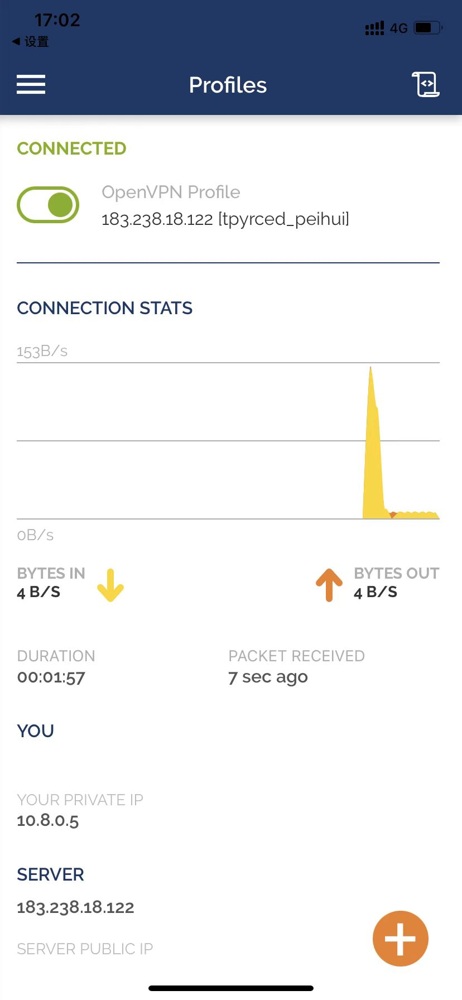 17:02
4G
◀ 设置
Profiles
CONNECTED
OpenVPN Profile
183.238.18.122 [tpyrced_peihui]
CONNECTION STATS
153B/s
0B/s
BYTES IN
4 B/S
BYTES OUT
4 B/S
DURATION
00:01:57
PACKET RECEIVED
7 sec ago
YOU
YOUR PRIVATE IP
10.8.0.5
SERVER
183.238.18.122
SERVER PUBLIC IP